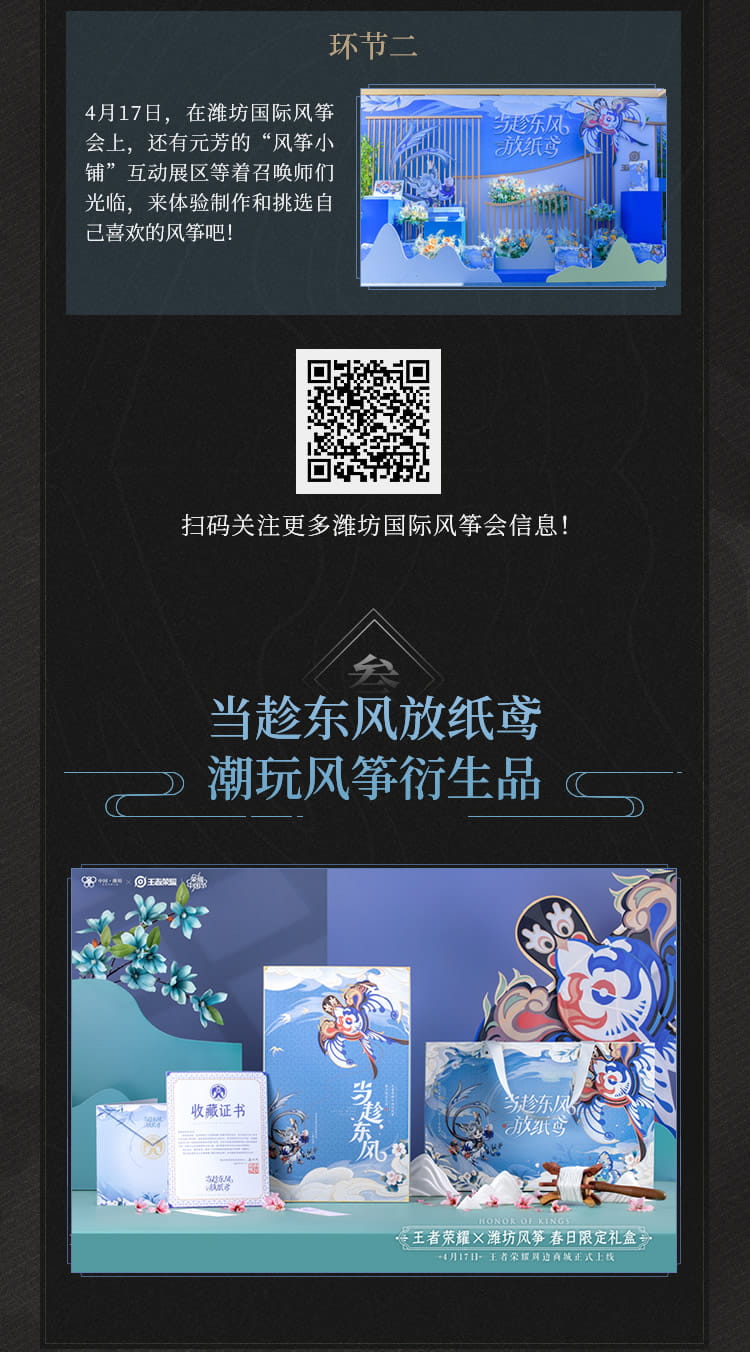 环节二
4月17日，在潍坊国际风筝
会上，还有元芳的“风筝小
铺”互动展区等着召唤师们
光临，来体验制作和挑选自
己喜欢的风筝吧！
当趁东风
放纸鸢
扫码关注更多潍坊国际风筝会信息！
叁
当趁东风放纸鸢
潮玩风筝衍生品
中国·潍坊
王者荣耀
收藏证书
当趁东风
放纸鸢
当趁东风
当趁东风
放纸鸢
HONOR OF KINGS
王者荣耀×潍坊风筝 春日限定礼盒
4月17日 王者荣耀周边商城正式上线